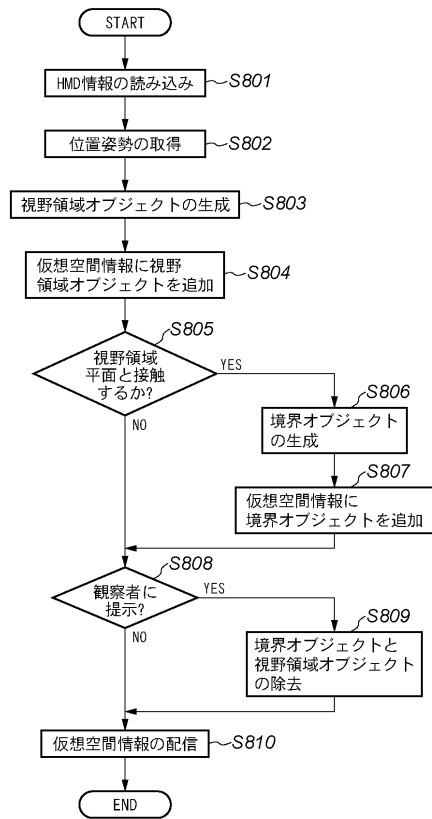 START
HMD情報の読み込み
S801
位置姿勢の取得
S802
視野領域オブジェクトの生成
S803
仮想空間情報に視野
領域オブジェクトを追加
S804
S805
視野領域
平面と接触
するか?
YES
NO
S806
境界オブジェクト
の生成
S807
仮想空間情報に
境界オブジェクトを追加
S808
観察者に
提示?
YES
NO
S809
境界オブジェクトと
視野領域オブジェクト
の除去
仮想空間情報の配信
S810
END